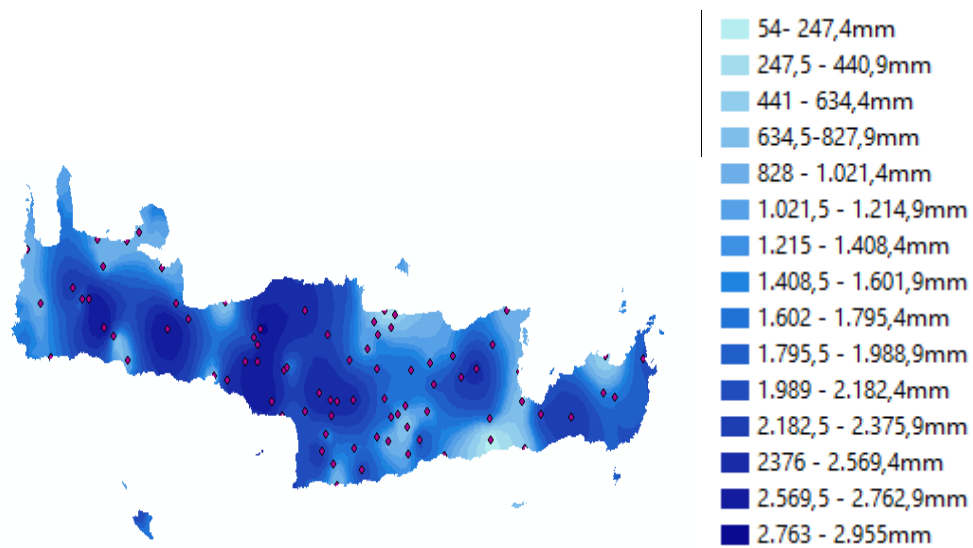 54- 247,4mm
247,5 - 440,9mm
441 - 634,4mm
634,5-827,9mm
828 - 1.021,4mm
1.021,5 - 1.214,9mm
1.215 - 1.408,4mm
1.408,5 - 1.601,9mm
1.602 - 1.795,4mm
1.795,5 - 1.988,9mm
1.989 - 2.182,4mm
2.182,5 - 2.375,9mm
2376 - 2.569,4mm
2.569,5 - 2.762,9mm
2.763 - 2.955mm